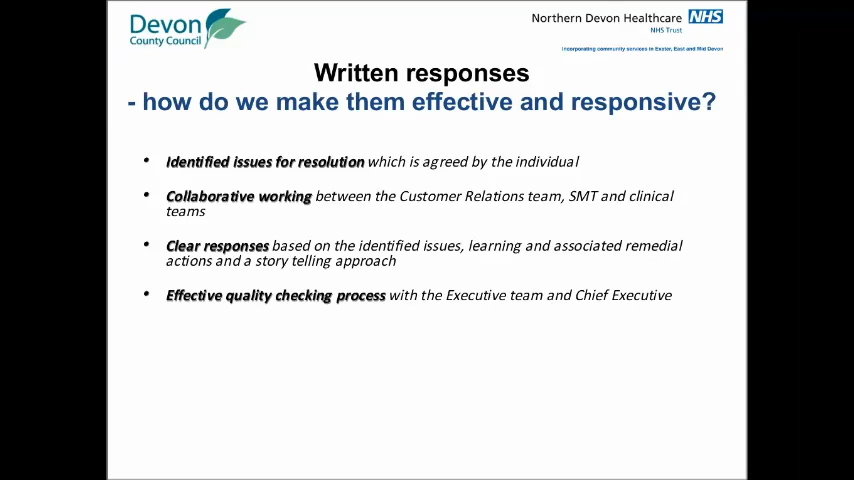 Devon
County Council
Northern Devon Healthcare NHS
NHS Trust
Incorporating community services in Exeter, East and Mid Devon
Written responses
- how do we make them effective and responsive?
• Identified issues for resolution which is agreed by the individual
• Collaborative working between the Customer Relations team, SMT and clinical
teams
• Clear responses based on the identified issues, learning and associated remedial
actions and a story telling approach
• Effective quality checking process with the Executive team and Chief Executive